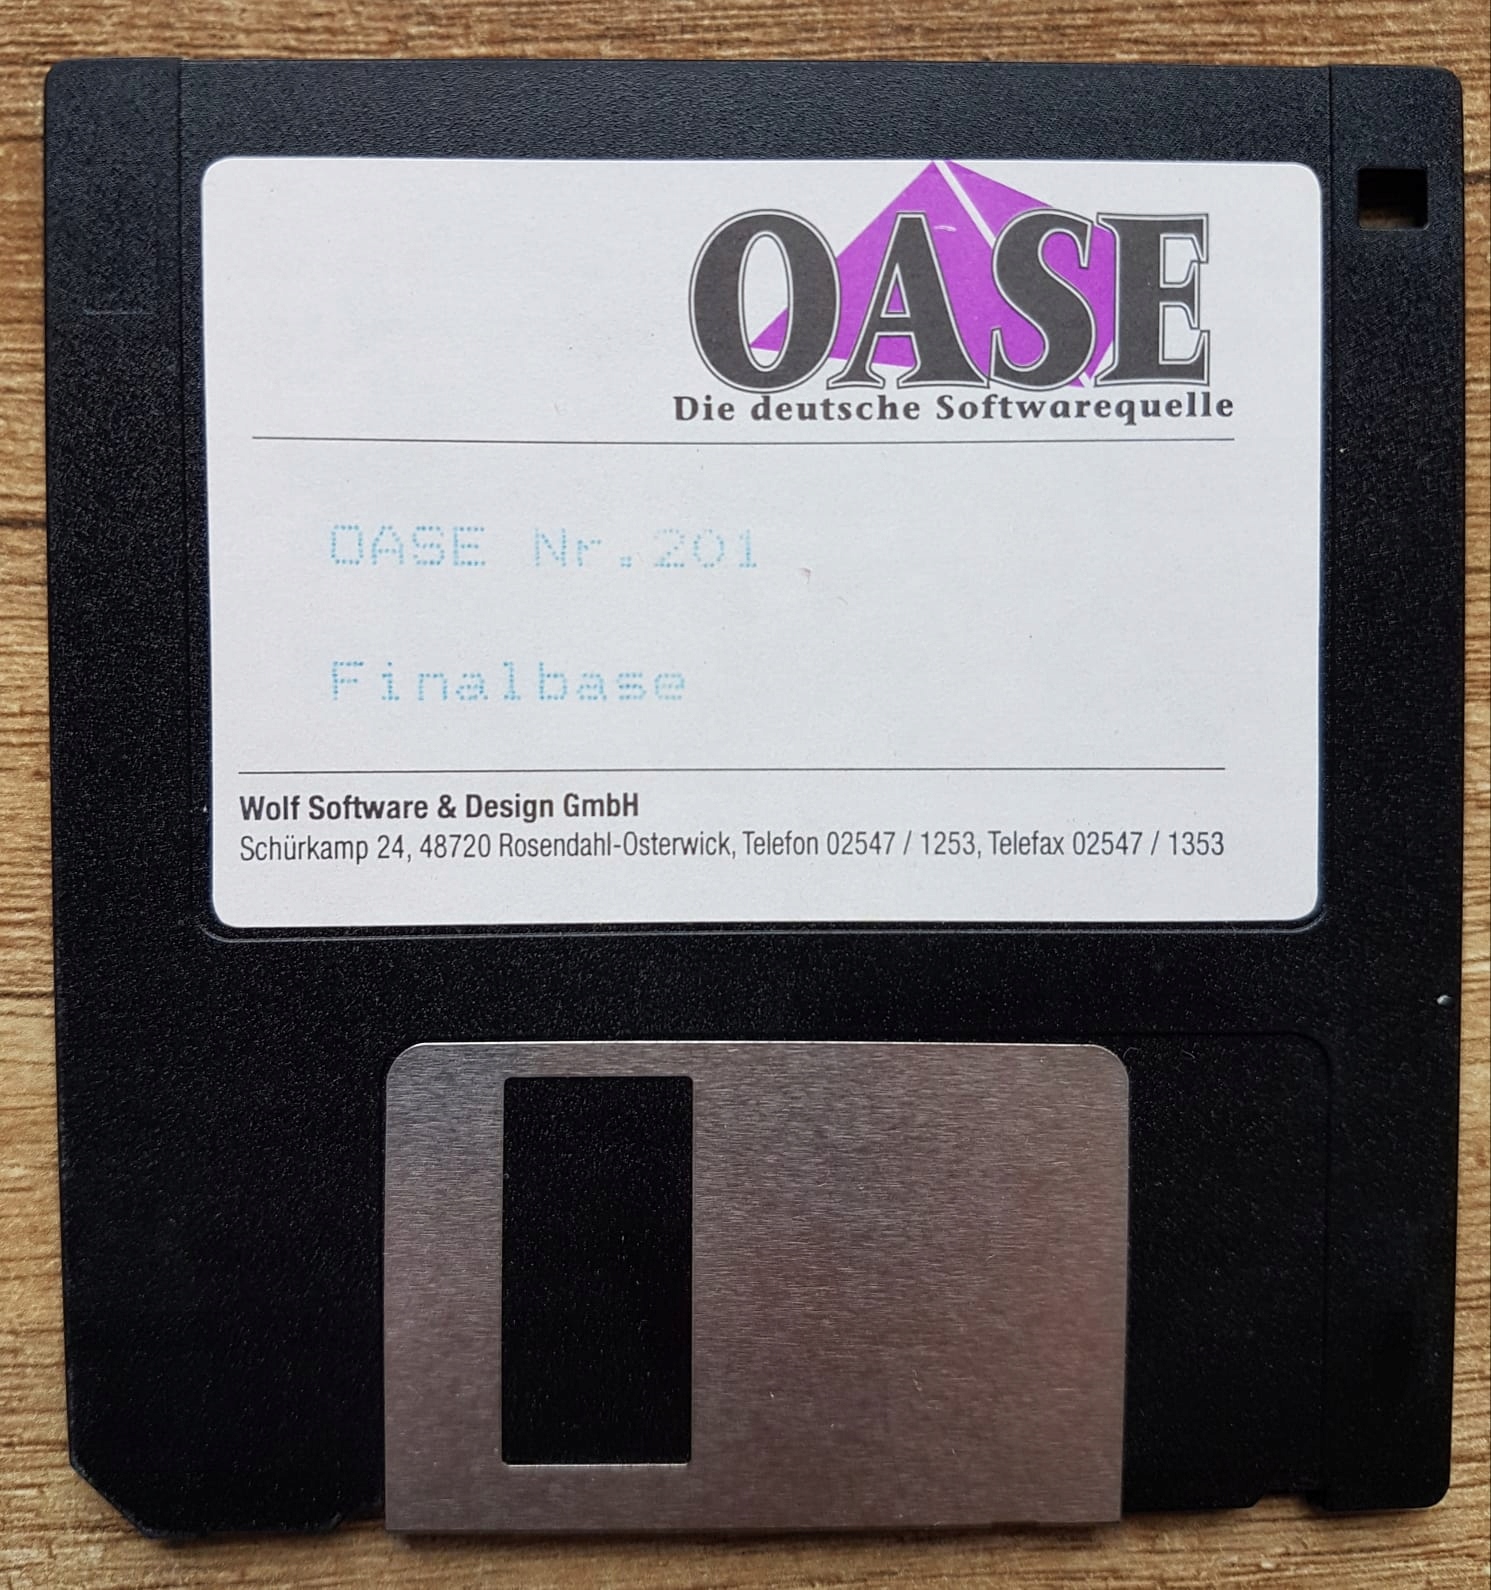 OASE
Die deutsche Softwarequelle
OASE Nr.201
Finalbase
Wolf Software & Design GmbH
Schürkamp 24, 48720 Rosendahl-Osterwick, Telefon 02547 / 1253, Telefax 02547 / 1353